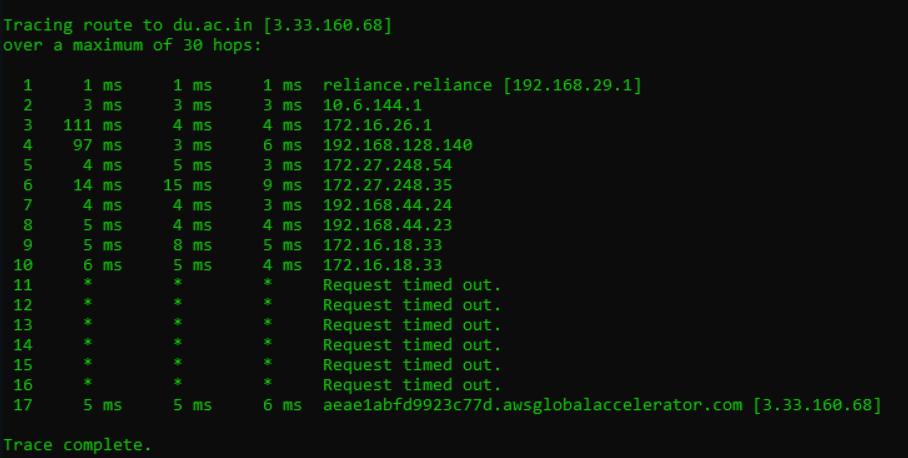 Tracing route to du.ac.in [3.33.160.68]
over a maximum of 30 hops:
1 1 ms 1 ms 1 ms reliance.reliance [192.168.29.1]
2 3 ms 3 ms 3 ms 10.6.144.1
3 111 ms 4 ms 4 ms 172.16.26.1
4 97 ms 3 ms 6 ms 192.168.128.140
5 4 ms 5 ms 3 ms 172.27.248.54
6 14 ms 15 ms 9 ms 172.27.248.35
7 4 ms 4 ms 3 ms 192.168.44.24
8 5 ms 4 ms 4 ms 192.168.44.23
9 5 ms 8 ms 5 ms 172.16.18.33
10 6 ms 5 ms 4 ms 172.16.18.33
11 * * * Request timed out.
12 * * * Request timed out.
13 * * * Request timed out.
14 * * * Request timed out.
15 * * * Request timed out.
16 * * * Request timed out.
17 5 ms 5 ms 6 ms aeae1abfd9923c77d.awsglobalaccelerator.com [3.33.160.68]
Trace complete.